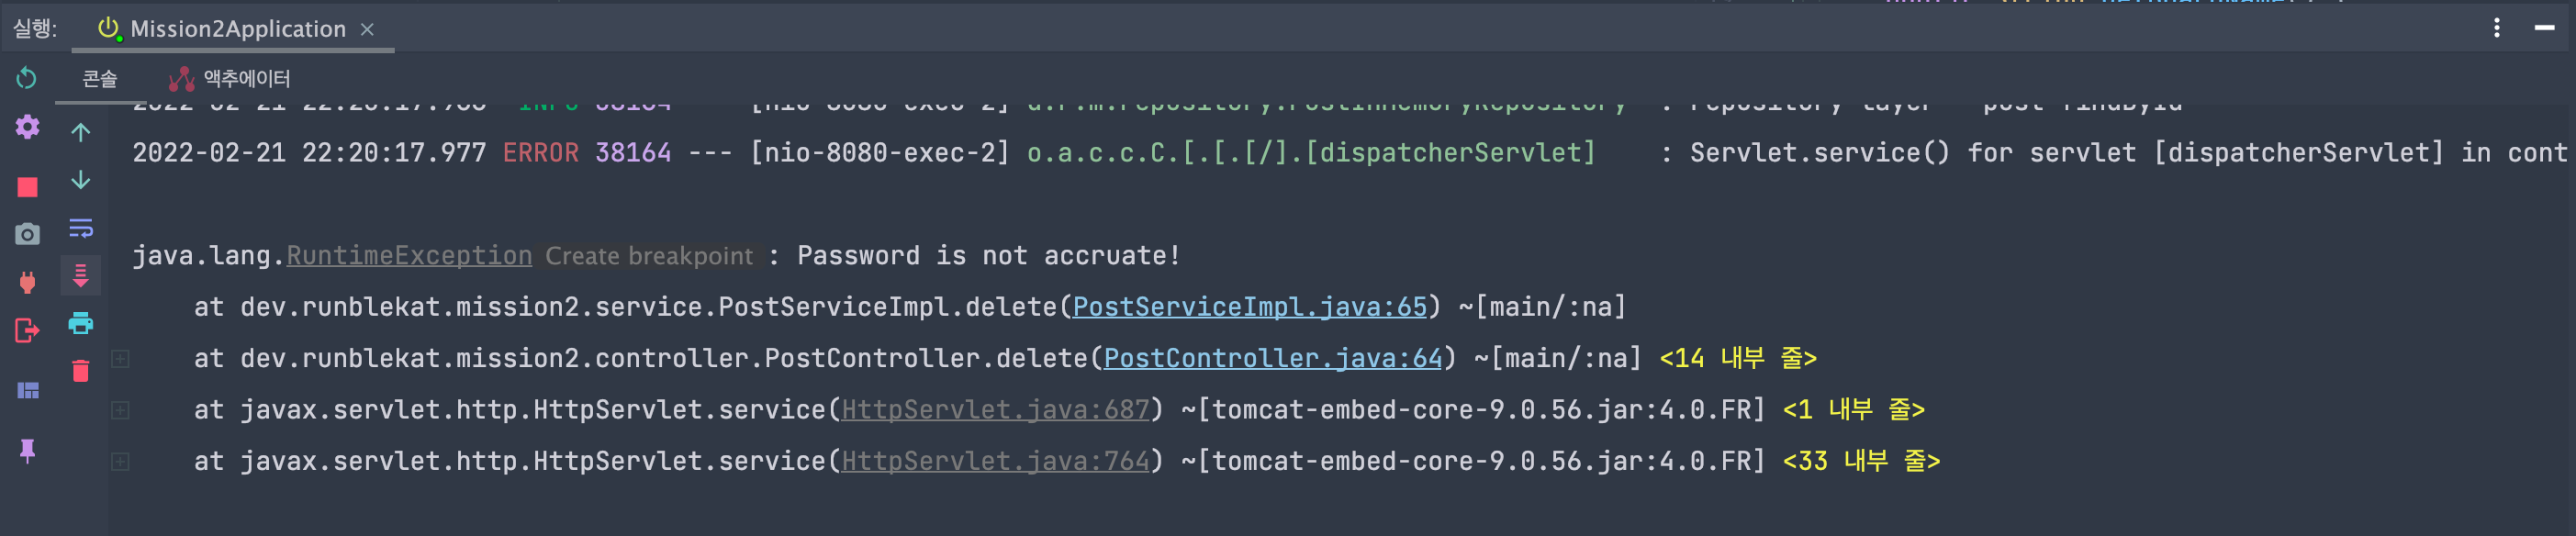 실행: Mission2Application ×
콘솔 액추에이터
2022-02-21 22:20:17.977 ERROR 38164 --- [nio-8080-exec-2] o.a.c.c.C.[.[.[/].[dispatcherServlet] : Servlet.service() for servlet [dispatcherServlet] in cont
java.lang.RuntimeException Create breakpoint : Password is not accruate!
at dev.runblekat.mission2.service.PostServiceImpl.delete(PostServiceImpl.java:65) ~[main/:na]
at dev.runblekat.mission2.controller.PostController.delete(PostController.java:64) ~[main/:na] <14 내부 줄>
at javax.servlet.http.HttpServlet.service(HttpServlet.java:687) ~[tomcat-embed-core-9.0.56.jar:4.0.FR] <1 내부 줄>
at javax.servlet.http.HttpServlet.service(HttpServlet.java:764) ~[tomcat-embed-core-9.0.56.jar:4.0.FR] <33 내부 줄>